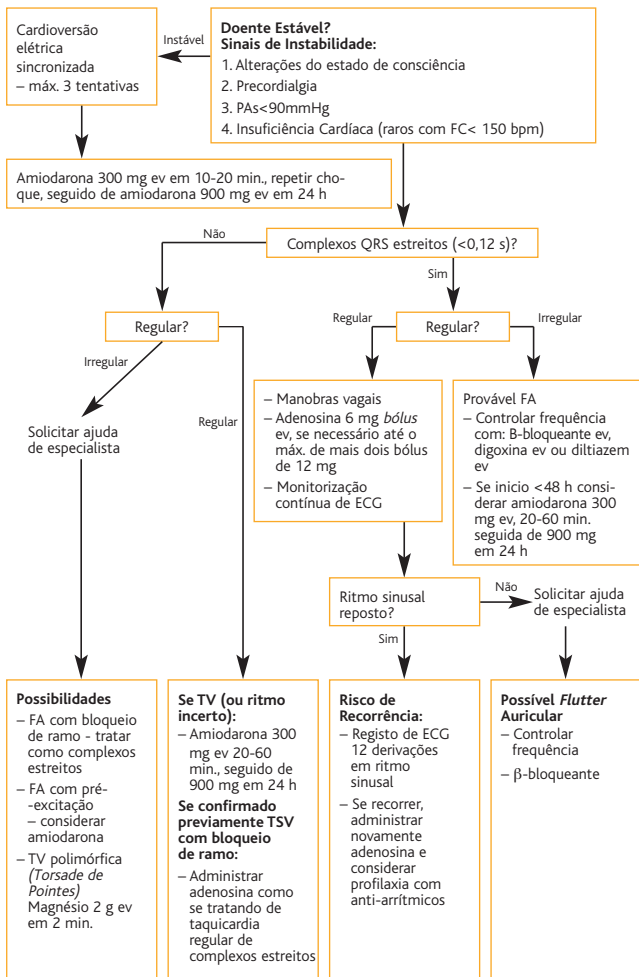 Cardioversão
elétrica
sincronizada
– máx. 3 tentativas
Instável
Doente Estável?
Sinais de Instabilidade:
1. Alterações do estado de consciência
2. Precordialgia
3. PAs<90mmHg
4. Insuficiência Cardíaca (raros com FC< 150 bpm)
Amiodarona 300 mg ev em 10-20 min., repetir cho-
que, seguido de amiodarona 900 mg ev em 24 h
Não
Complexos QRS estreitos (<0,12 s)?
Sim
Regular?
Regular
Regular?
Irregular
Irregular
Regular
Solicitar ajuda
de especialista
– Manobras vagais
– Adenosina 6 mg bólus
ev, se necessário até o
máx. de mais dois bólus
de 12 mg
– Monitorização
contínua de ECG
Provável FA
– Controlar frequência
com: B-bloqueante ev,
digoxina ev ou diltiazem
ev
– Se inicio <48 h consi-
derar amiodarona 300
mg ev, 20-60 min.
seguida de 900 mg
em 24 h
Ritmo sinusal
reposto?
Não
Solicitar ajuda
de especialista
Sim
Possibilidades
– FA com bloqueio
de ramo - tratar
como complexos
estreitos
– FA com pré-
-excitação
– considerar
amiodarona
– TV polimórfica
(Torsade de
Pointes)
Magnésio 2 g ev
em 2 min.
Se TV (ou ritmo
incerto):
– Amiodarona 300
mg ev 20-60
min., seguido de
900 mg em 24 h
Se confirmado
previamente TSV
com bloqueio
de ramo:
– Administrar
adenosina como
se tratando de
taquicardia
regular de
complexos estreitos
Risco de
Recorrência:
– Registo de ECG
12 derivações
em ritmo
sinusal
– Se recorrer,
administrar
novamente
adenosina e
considerar
profilaxia com
anti-arrítmicos
Possível Flutter
Auricular
– Controlar
frequência
– β-bloqueante